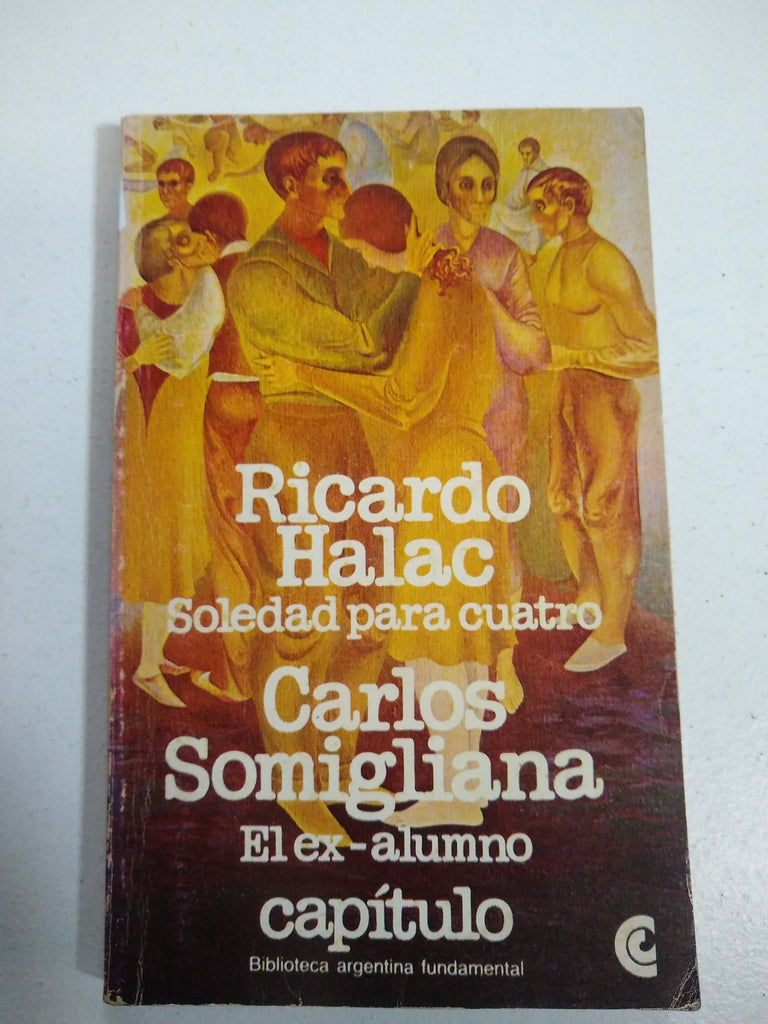 Ricardo
Halac
Soledad para cuatro
Carlos
Somigliana
El ex-alumno
capítulo
Biblioteca argentina fundamental